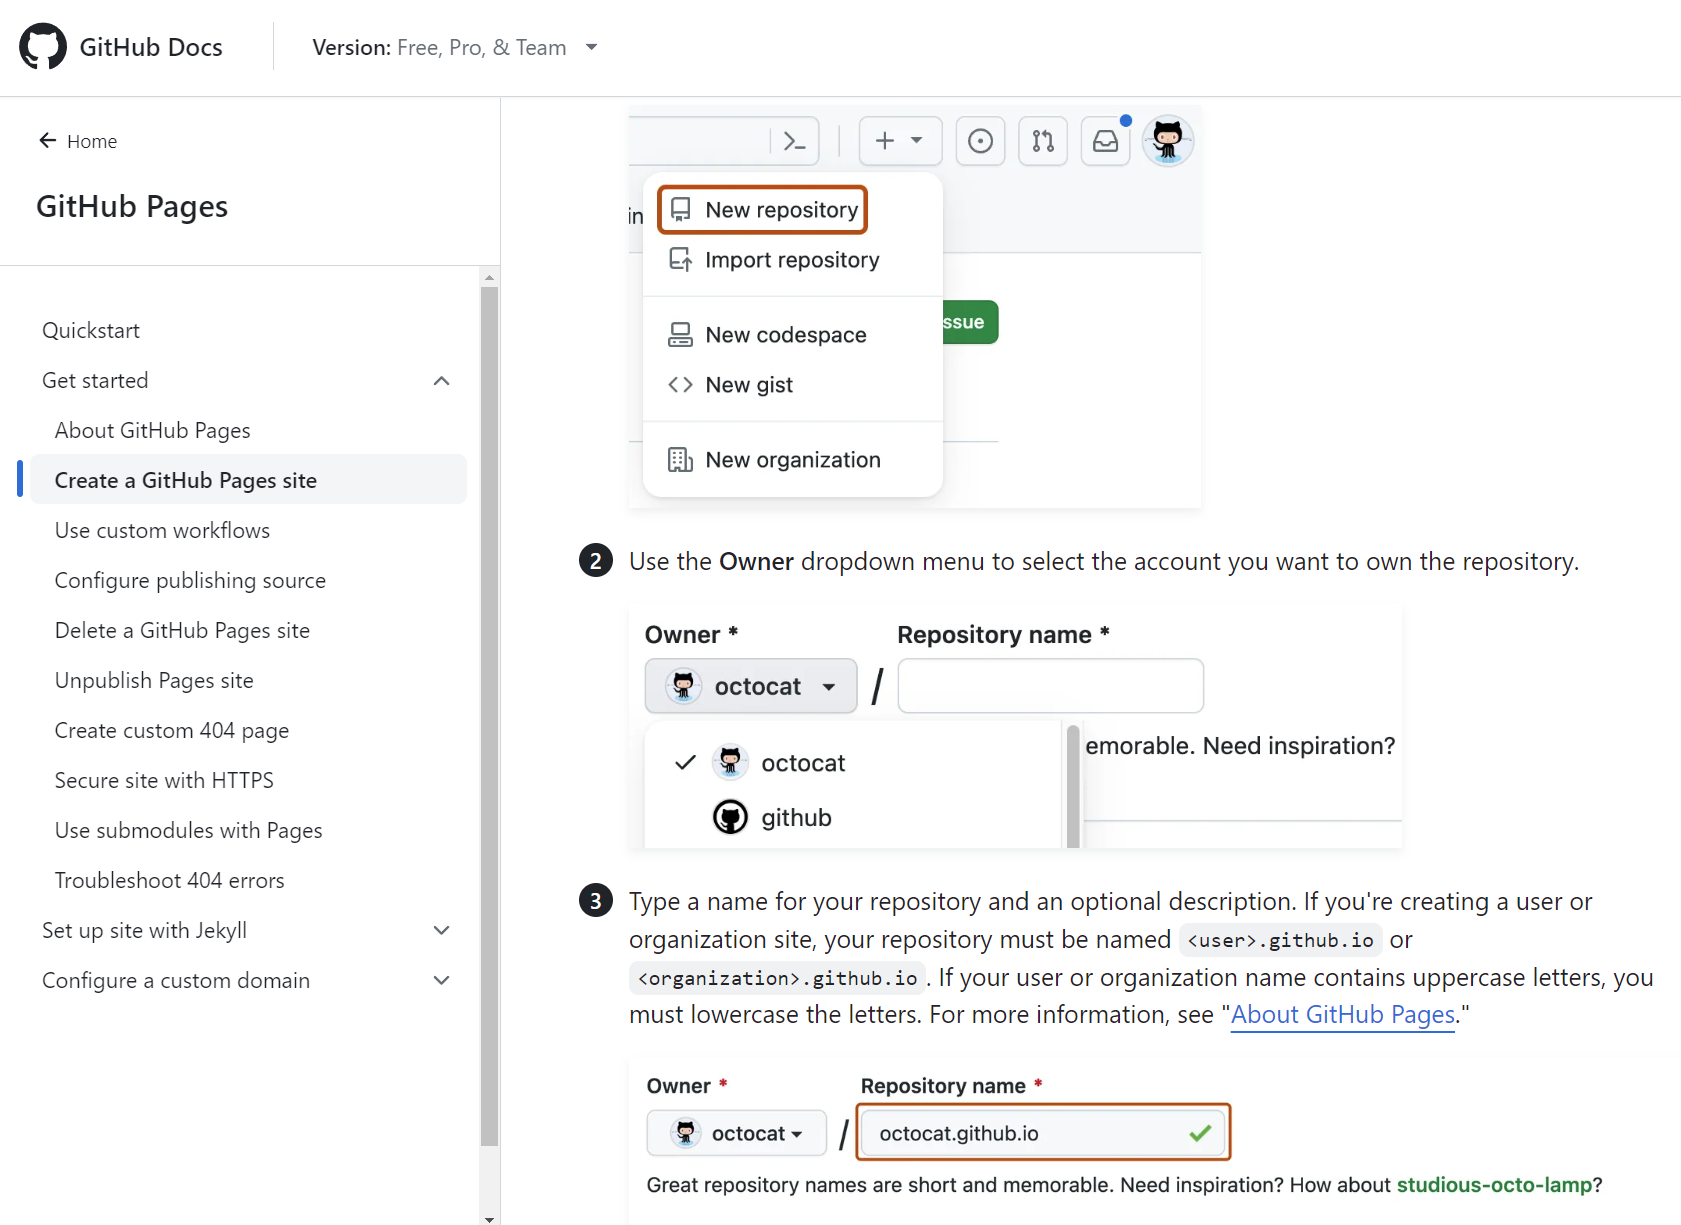 GitHub Docs
Version: Free, Pro, & Team
Home
GitHub Pages
Quickstart
Get started
About GitHub Pages
Create a GitHub Pages site
Use custom workflows
Configure publishing source
Delete a GitHub Pages site
Unpublish Pages site
Create custom 404 page
Secure site with HTTPS
Use submodules with Pages
Troubleshoot 404 errors
Set up site with Jekyll
Configure a custom domain
in
New repository
Import repository
ssue
New codespace
New gist
New organization
2 Use the Owner dropdown menu to select the account you want to own the repository.
Owner * Repository name *
octocat /
octocat
emorable. Need inspiration?
github
3 Type a name for your repository and an optional description. If you're creating a user or
organization site, your repository must be named <user>.github.io or
<organization>.github.io. If your user or organization name contains uppercase letters, you
must lowercase the letters. For more information, see "About GitHub Pages."
Owner * Repository name *
octocat / octocat.github.io
Great repository names are short and memorable. Need inspiration? How about studious-octo-lamp?